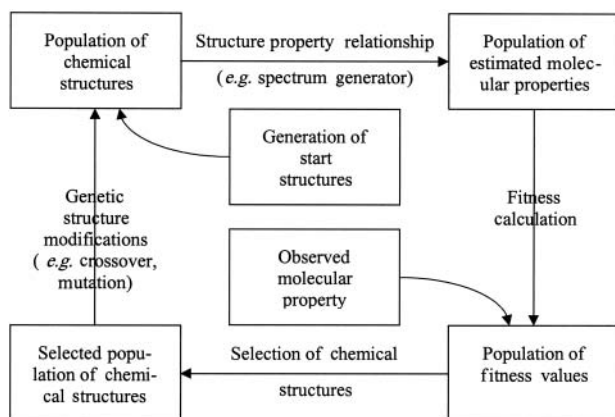 Population of
chemical
structures
Structure property relationship
(e.g. spectrum generator)
Population of
estimated molec-
ular properties
Generation of
start
structures
Genetic
structure
modifications
( e.g. crossover,
mutation)
Fitness
calculation
Observed
molecular
property
Selected popu-
lation of chemi-
cal structures
Selection of chemical
structures
Population of
fitness values